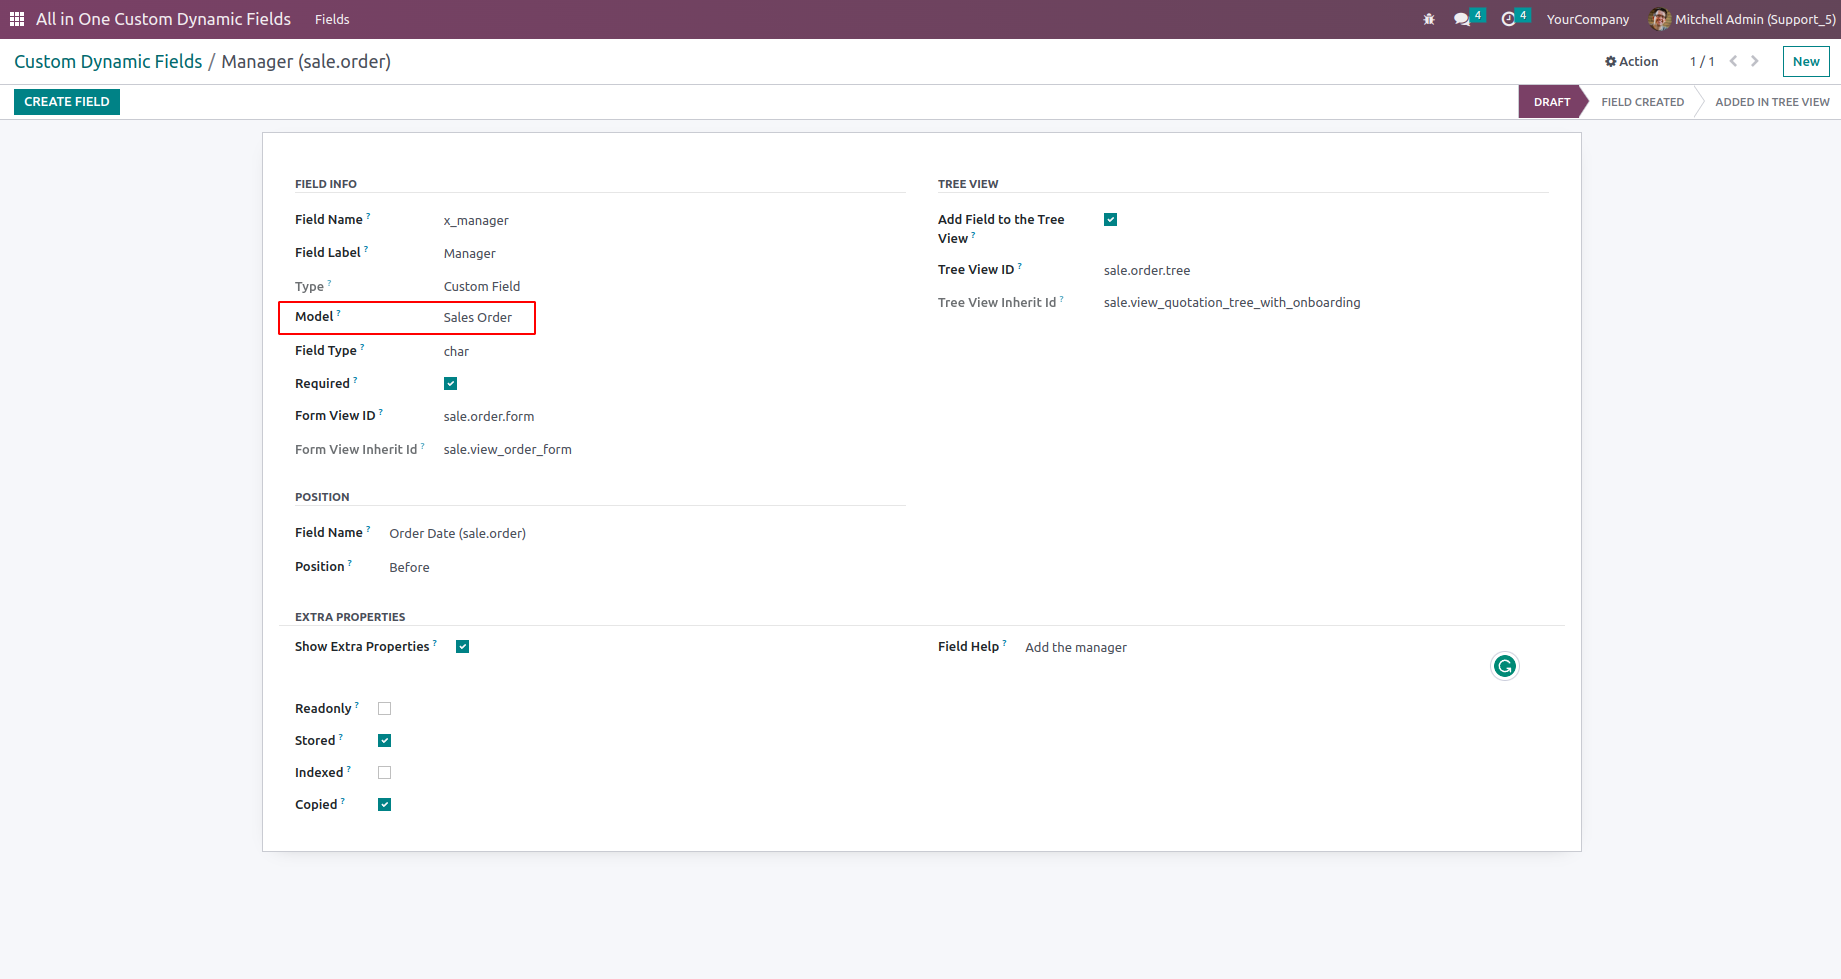 All in One Custom Dynamic Fields Fields 4 4 YourCompany Mitchell Admin (Support_5)
Custom Dynamic Fields / Manager (sale.order) Action 1 / 1 New
CREATE FIELD DRAFT FIELD CREATED ADDED IN TREE VIEW
FIELD INFO
Field Name ? x_manager
Field Label ? Manager
Type ? Custom Field
Model ? Sales Order
Field Type ? char
Required ?
Form View ID ? sale.order.form
Form View Inherit Id ? sale.view_order_form
TREE VIEW
Add Field to the Tree
View ?
Tree View ID ? sale.order.tree
Tree View Inherit Id ? sale.view_quotation_tree_with_onboarding
POSITION
Field Name ? Order Date (sale.order)
Position ? Before
EXTRA PROPERTIES
Show Extra Properties ?
Field Help ? Add the manager
Readonly ?
Stored ?
Indexed ?
Copied ?